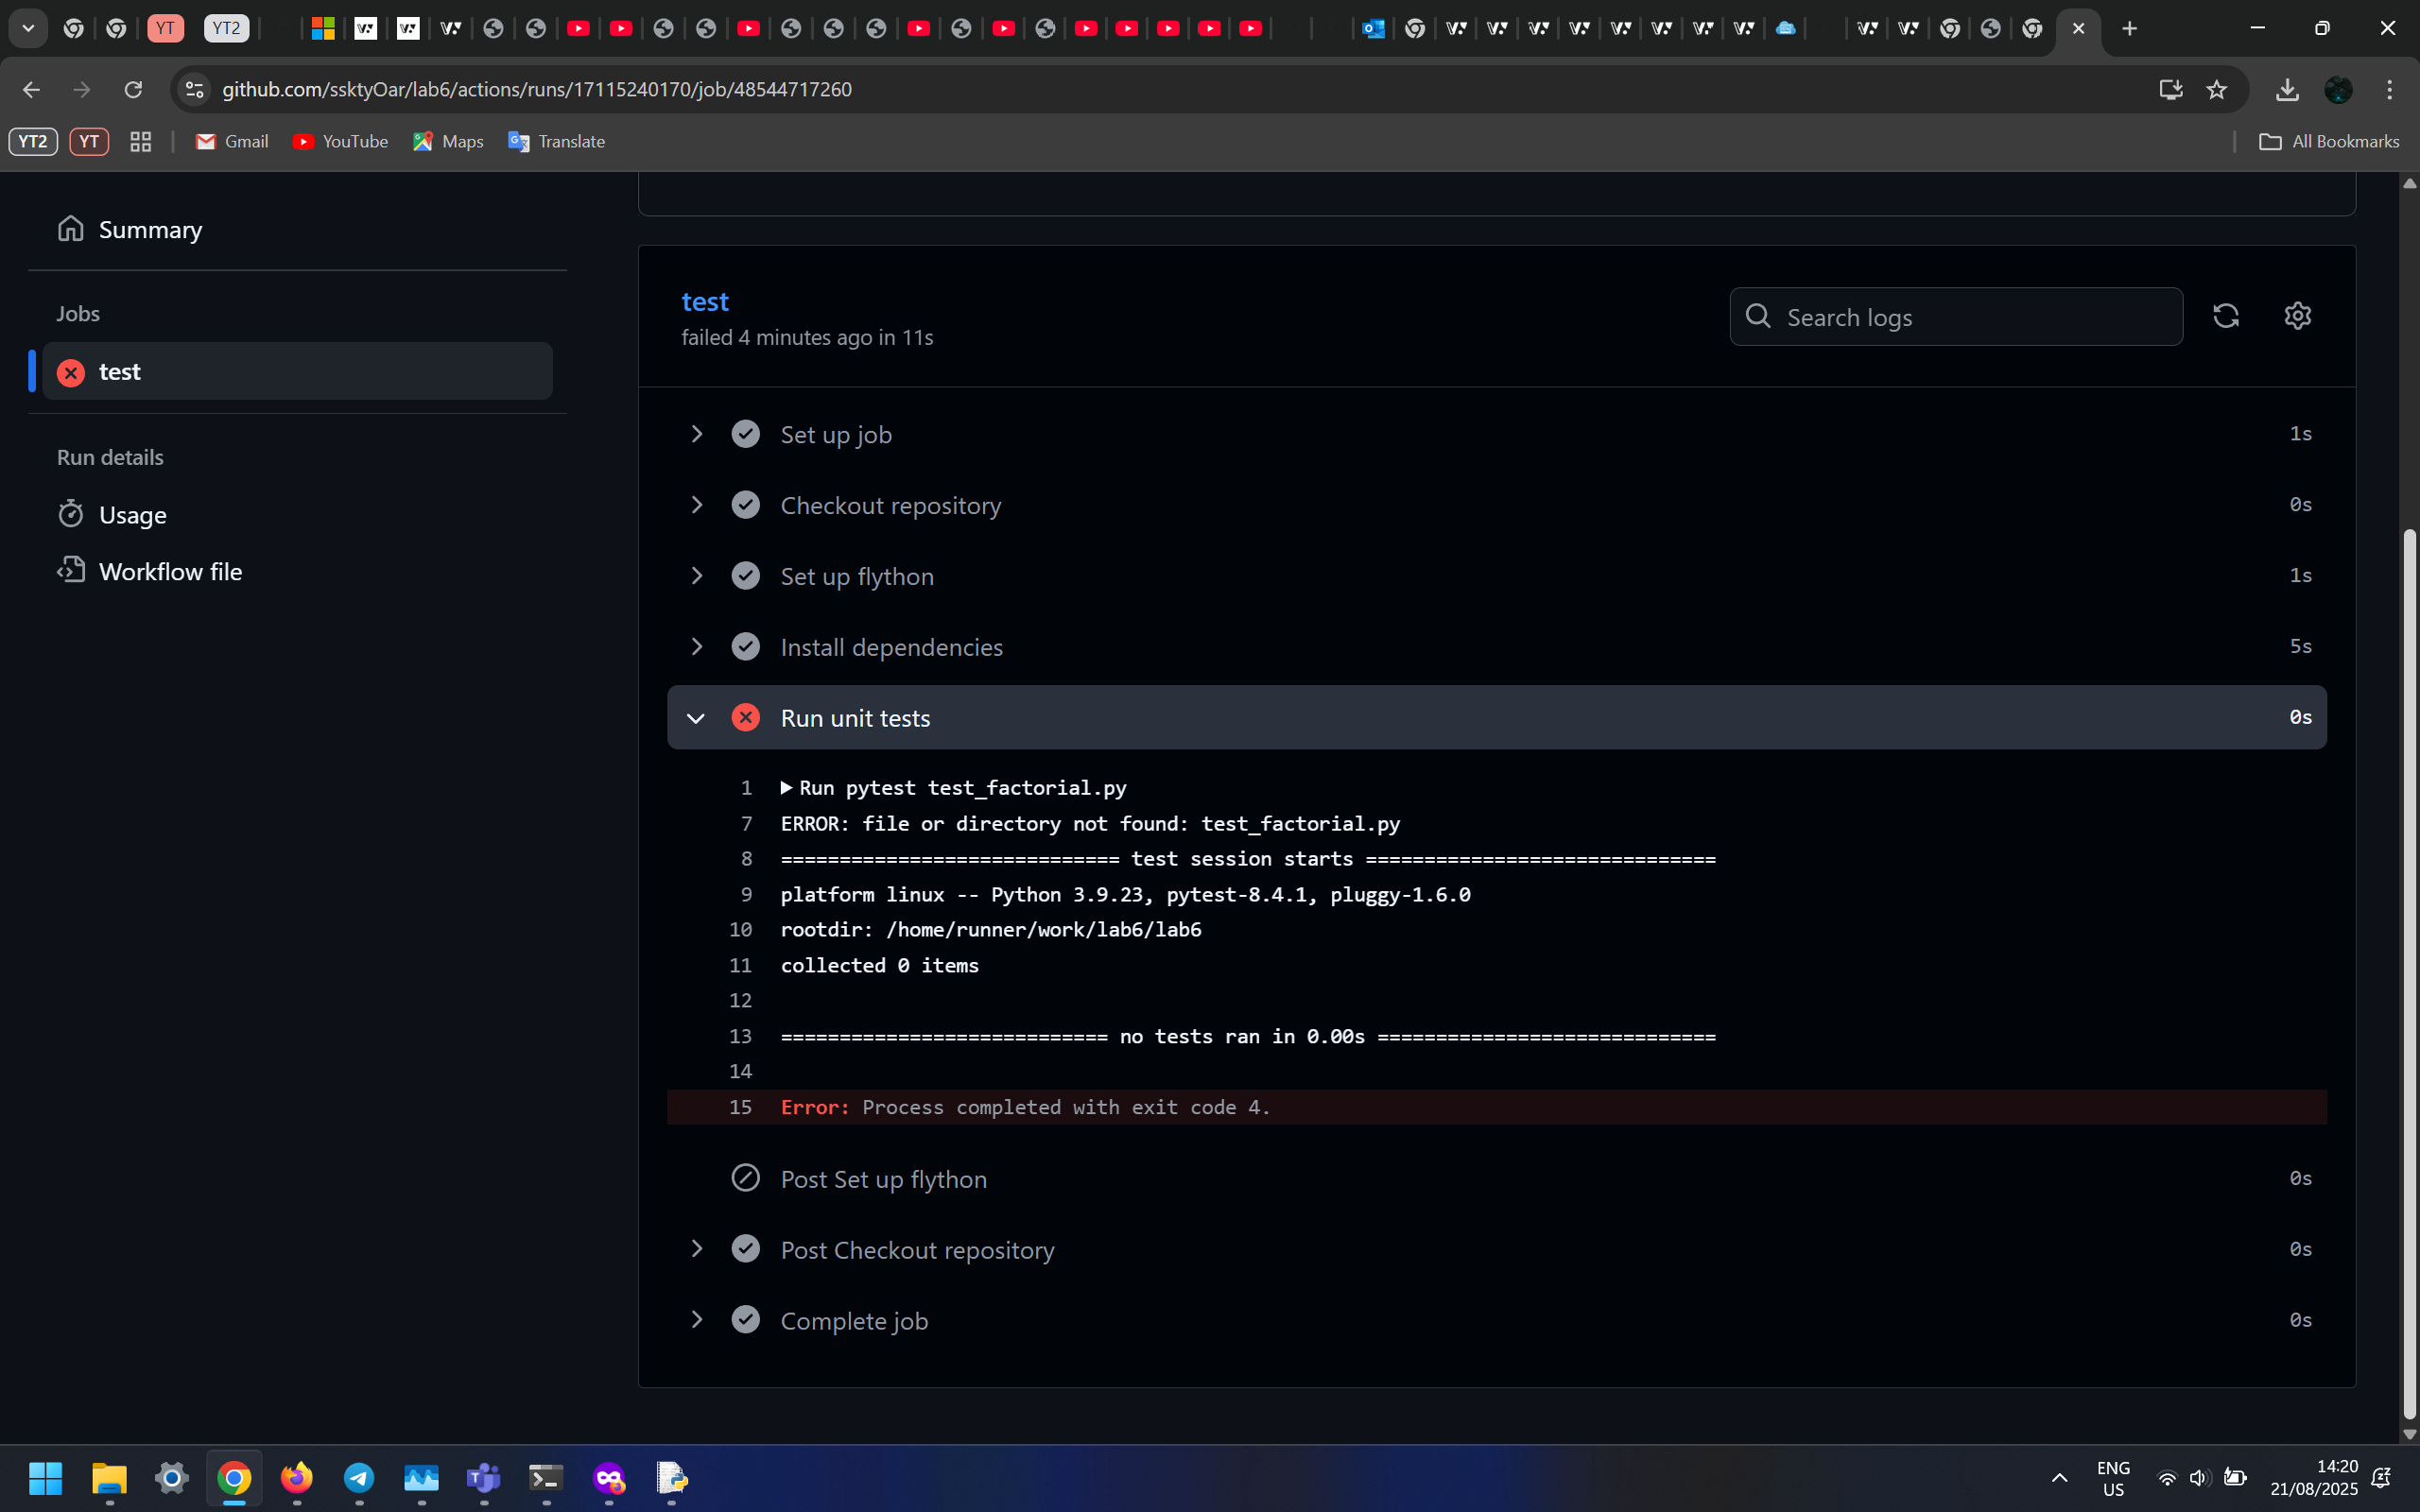 YT
YT2
github.com/ssktyOar/lab6/actions/runs/17115240170/job/48544717260
YT2
YT
Gmail
YouTube
Maps
Translate
All Bookmarks
Summary
Jobs
test
Run details
Usage
Workflow file
test
failed 4 minutes ago in 11s
Search logs
Set up job 1s
Checkout repository 0s
Set up flython 1s
Install dependencies 5s
Run unit tests 0s
1 Run pytest test_factorial.py
7 ERROR: file or directory not found: test_factorial.py
8 ============================= test session starts ==============================
9 platform linux -- Python 3.9.23, pytest-8.4.1, pluggy-1.6.0
10 rootdir: /home/runner/work/lab6/lab6
11 collected 0 items
12
13 ============================ no tests ran in 0.00s =============================
14
15 Error: Process completed with exit code 4.
Post Set up flython 0s
Post Checkout repository 0s
Complete job 0s
ENG
US
14:20
21/08/2025